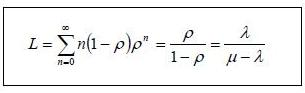 L = \sum_{n=0}^{\infty} n(1-\rho)\rho^{n} = \frac{\rho}{1-\rho} = \frac{\lambda}{\mu-\lambda}